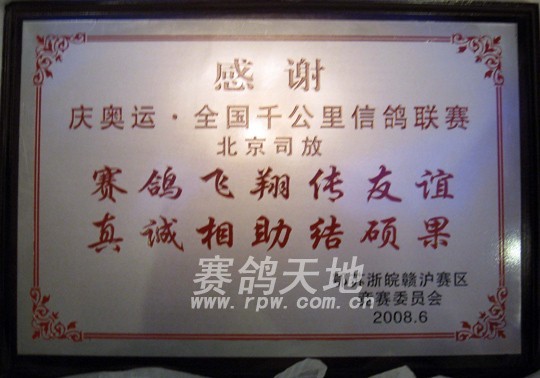 感谢
庆奥运·全国千公里信鸽联赛
北京司放
赛鸽飞翔传友谊
真诚相助结硕果
浙皖赣沪赛区
竞赛委员会
2008.6
赛鸽天地
www.rpw.com.cn